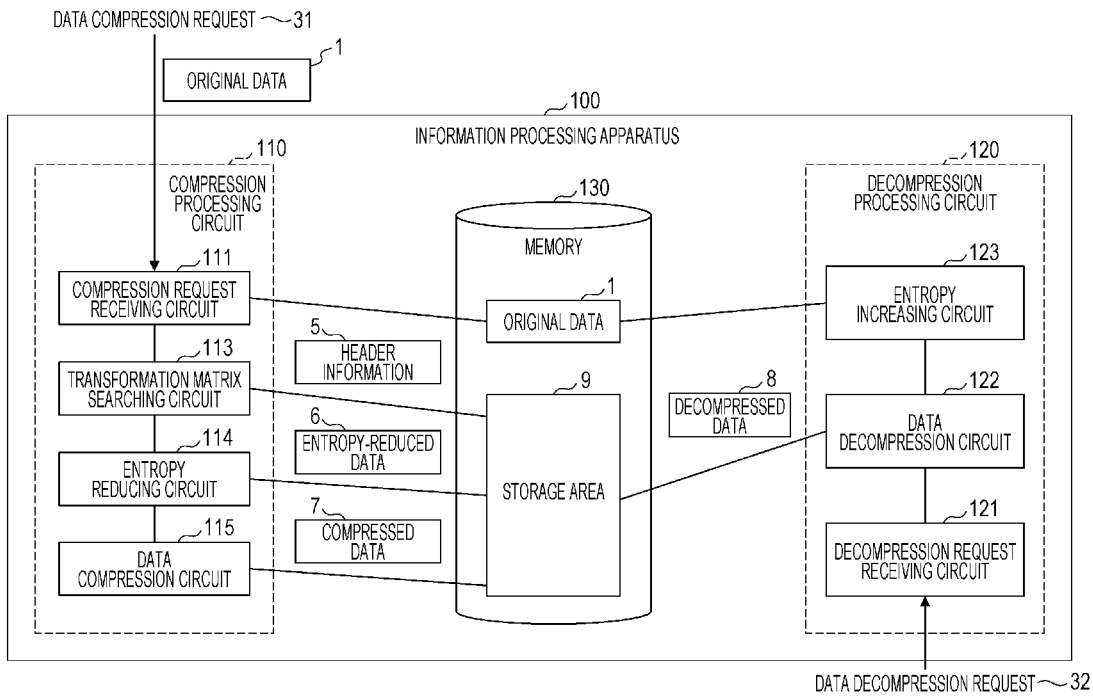 DATA COMPRESSION REQUEST 31
1
ORIGINAL DATA
100
INFORMATION PROCESSING APPARATUS
110
COMPRESSION
PROCESSING
CIRCUIT
111
COMPRESSION REQUEST
RECEIVING CIRCUIT
113
TRANSFORMATION MATRIX
SEARCHING CIRCUIT
114
ENTROPY
REDUCING CIRCUIT
115
DATA
COMPRESSION CIRCUIT
5
HEADER
INFORMATION
6
ENTROPY-REDUCED
DATA
7
COMPRESSED
DATA
130
MEMORY
1
ORIGINAL DATA
9
STORAGE AREA
8
DECOMPRESSED
DATA
120
DECOMPRESSION
PROCESSING CIRCUIT
123
ENTROPY
INCREASING CIRCUIT
122
DATA
DECOMPRESSION CIRCUIT
121
DECOMPRESSION REQUEST
RECEIVING CIRCUIT
DATA DECOMPRESSION REQUEST 32